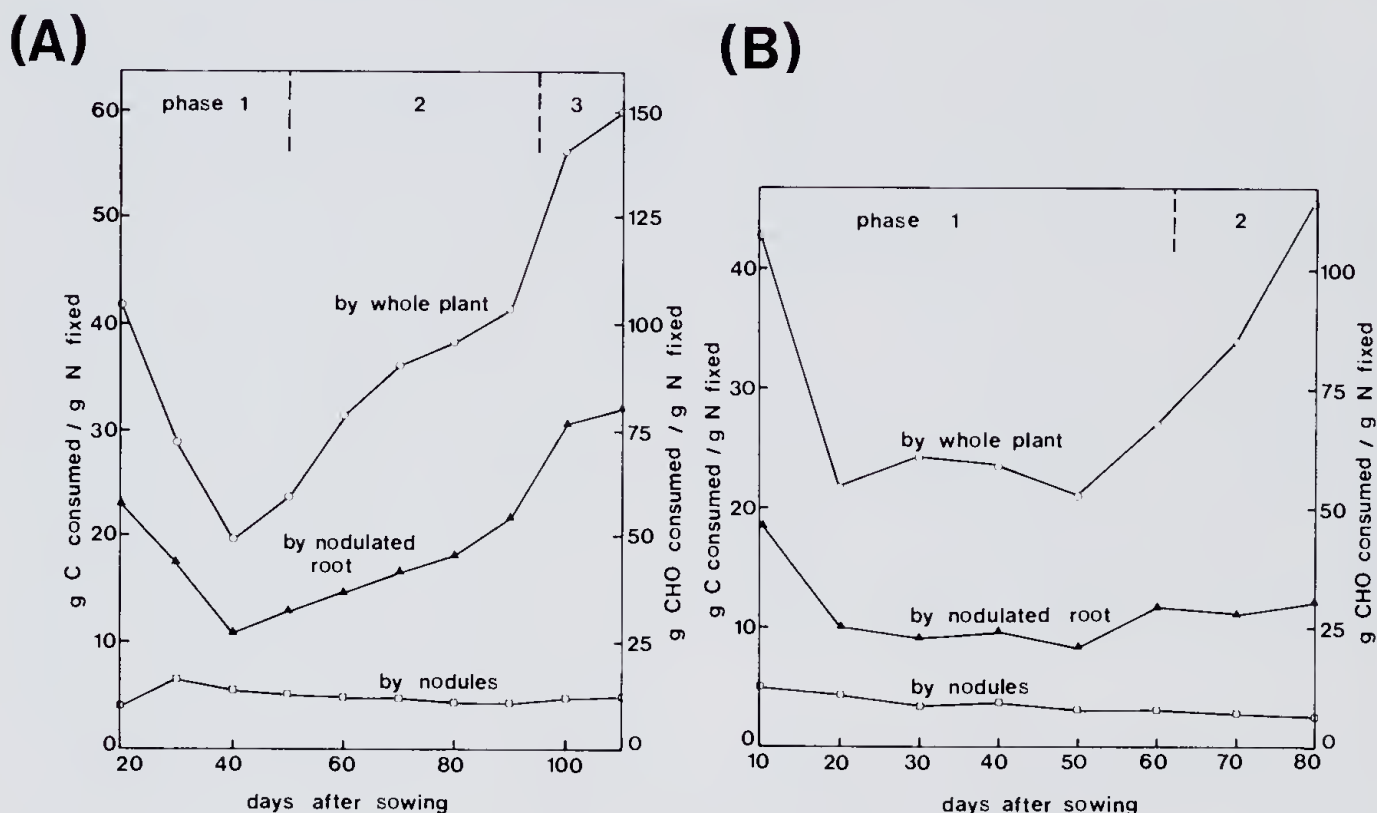 (A)
phase 1
2
3
60
50
40
30
20
10
0
150
125
100
75
50
25
0
g C consumed / g N fixed
g CHO consumed / g N fixed
by whole plant
by nodulated
root
by nodules
20 40 60 80 100
days after sowing
(B)
phase 1
2
40
30
20
10
0
100
75
50
25
0
g C consumed / g N fixed
g CHO consumed / g N fixed
by whole plant
by nodulated root
by nodules
10 20 30 40 50 60 70 80
days after sowing